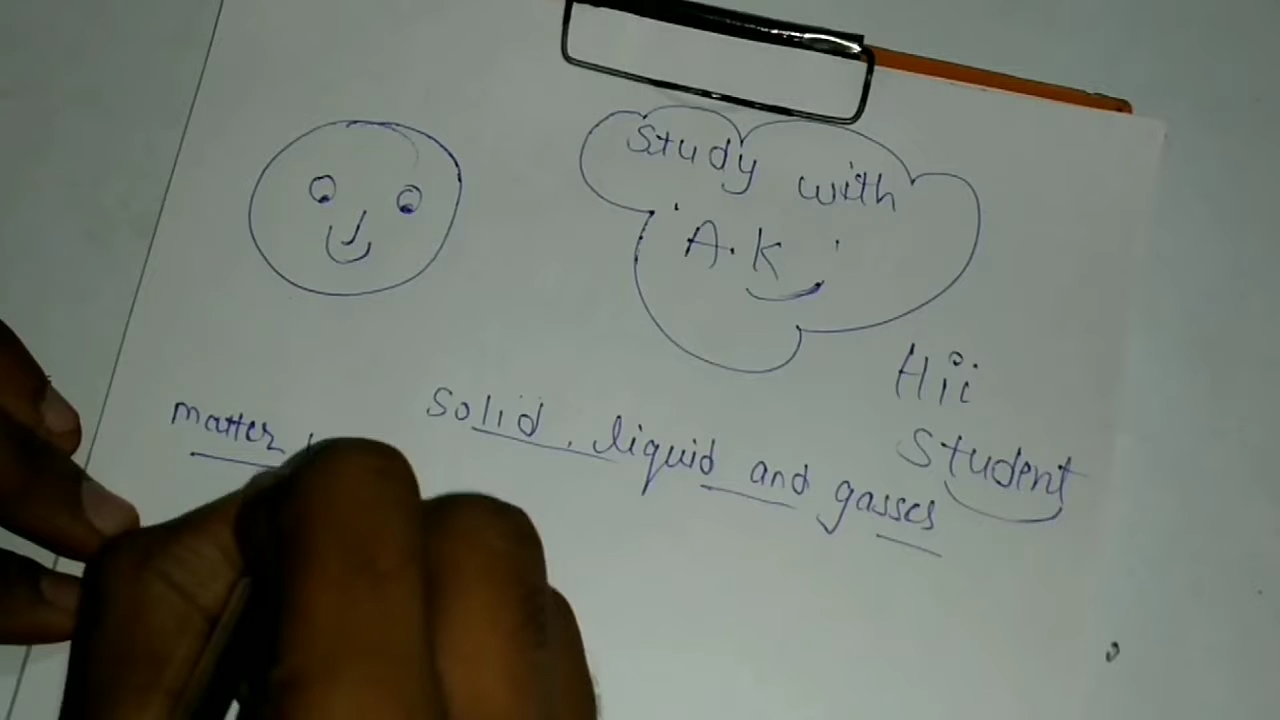 Study with
'A.K'
Hii
Student
matter
Solid, liquid and gasses